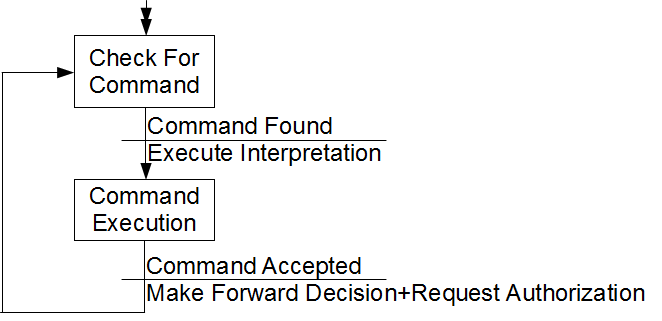 Check For
Command
Command Found
Execute Interpretation
Command
Execution
Command Accepted
Make Forward Decision+Request Authorization